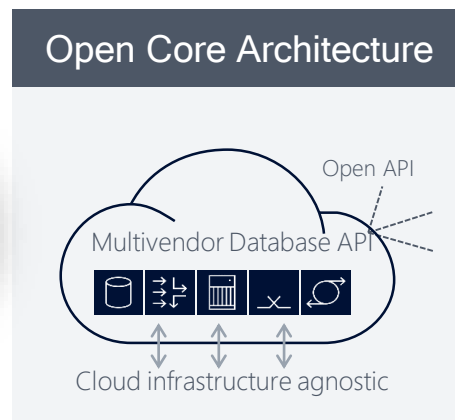 Open Core Architecture
Open API
Multivendor Database API
Cloud infrastructure agnostic